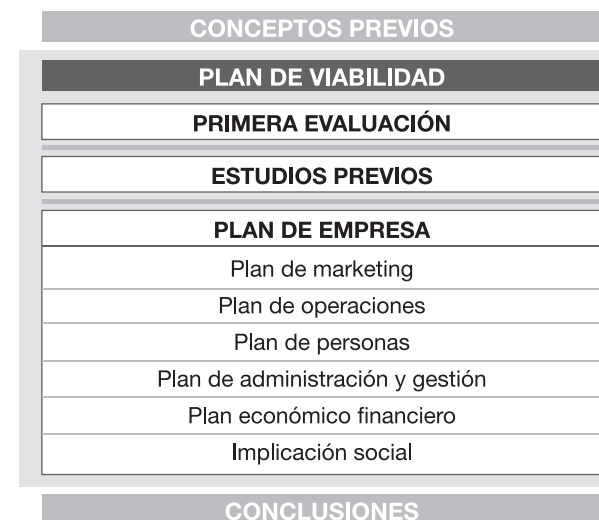 CONCEPTOS PREVIOS
PLAN DE VIABILIDAD
PRIMERA EVALUACIÓN
ESTUDIOS PREVIOS
PLAN DE EMPRESA
Plan de marketing
Plan de operaciones
Plan de personas
Plan de administración y gestión
Plan económico financiero
Implicación social
CONCLUSIONES